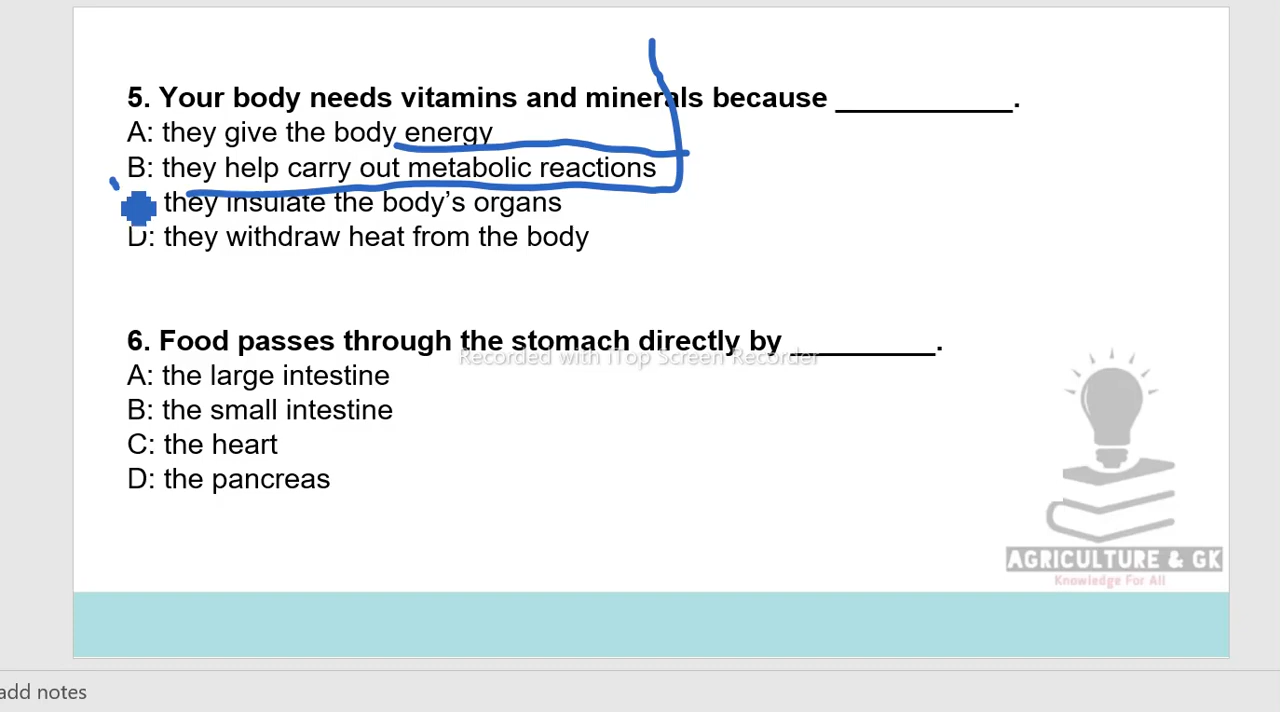 5. Your body needs vitamins and minerals because ___________.
A: they give the body energy
B: they help carry out metabolic reactions
they insulate the body's organs
D: they withdraw heat from the body
6. Food passes through the stomach directly by _________.
Recorded with iTop Screen Recorder
A: the large intestine
B: the small intestine
C: the heart
D: the pancreas
AGRICULTURE & GK
Knowledge For All
add notes